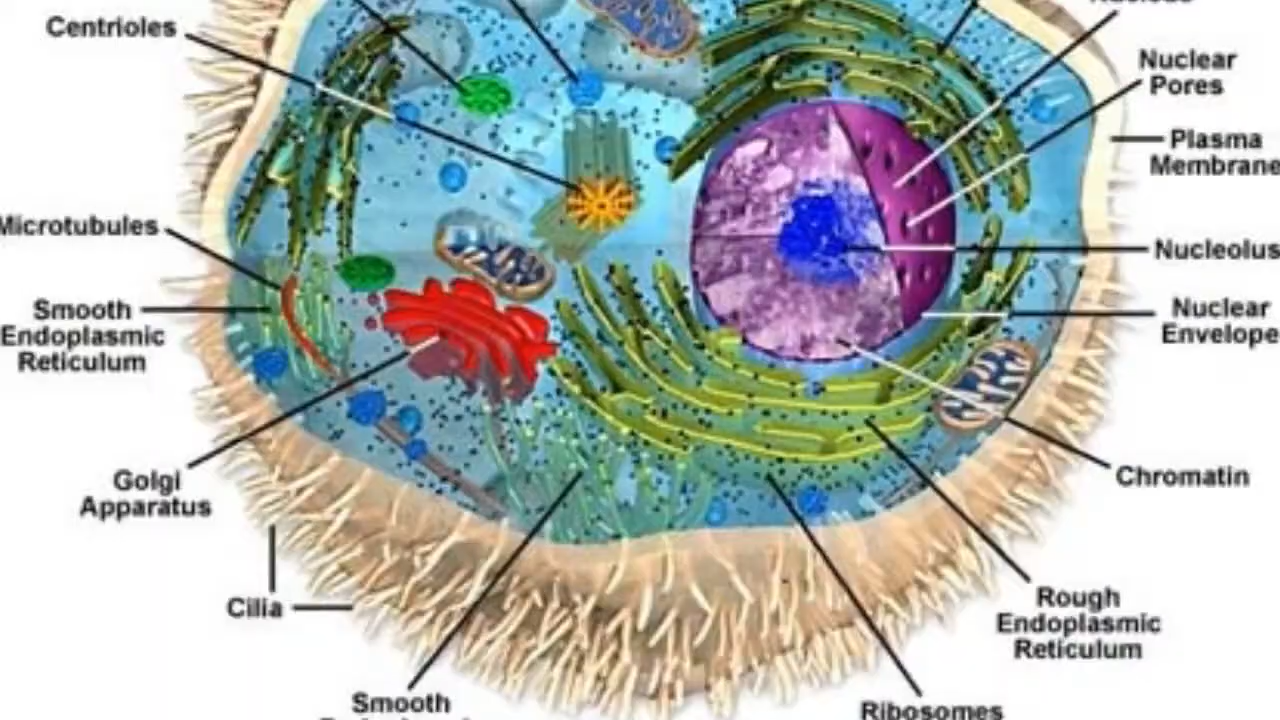 Centrioles
Nuclear
Pores
Plasma
Membrane
Microtubules
Nucleolus
Smooth
Endoplasmic
Reticulum
Nuclear
Envelope
Golgi
Apparatus
Chromatin
Cilia
Rough
Endoplasmic
Reticulum
Smooth
Ribosomes